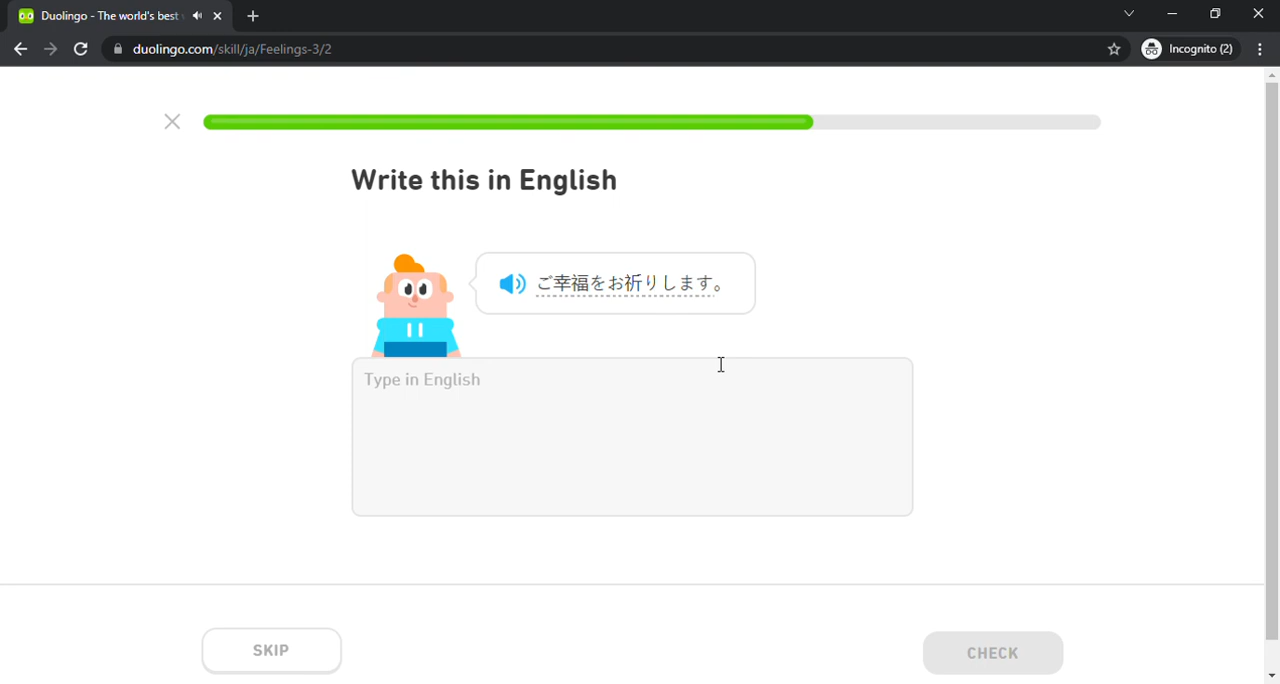 Duolingo - The world's best
duolingo.com/skill/ja/Feelings-3/2
Incognito (2)
Write this in English
ご幸福をお祈りします。
Type in English
SKIP
CHECK